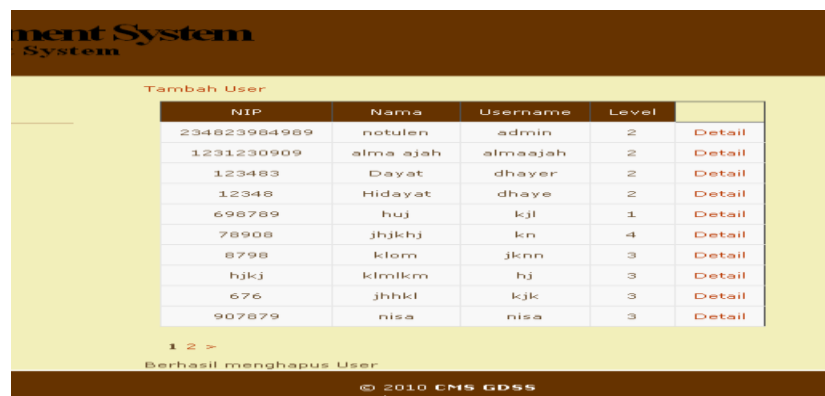 ment System
System
Tambah User
NIP Nama Username Level
234823984989 notulen admin 2 Detail
1231230909 alma ajah almaajah 2 Detail
123483 Dayat dhayer 2 Detail
12348 Hidayat dhaye 2 Detail
698789 huj kjl 1 Detail
78908 jhjkhj kn 4 Detail
8798 klom jknn 3 Detail
hjkj klmlkm hj 3 Detail
676 jhhkl kjk 3 Detail
907879 nisa nisa 3 Detail
1 2 >
Berhasil menghapus User
© 2010 CMS GDSS